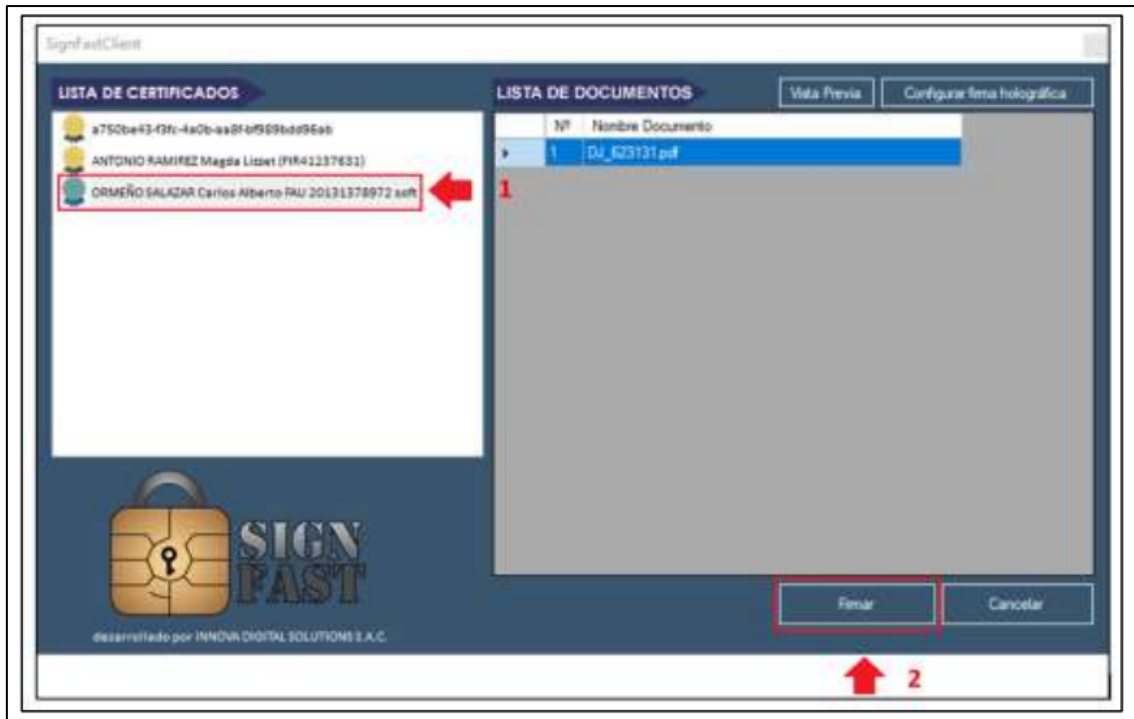 SignFastClient
LISTA DE CERTIFICADOS
a750be43-f3fc-4a0b-aa8f-bf989bdd96ab
ANTONIO RAMIREZ Magda Lizset (FIR41237631)
ORMEÑO SALAZAR Carlos Alberto FAU 20131378972 soft
1
LISTA DE DOCUMENTOS
Vista Previa
Configurar firma holográfica
Nº Nombre Documento
1 DJ_623131.pdf
SIGN
FAST
desarrollado por INNOVA DIGITAL SOLUTIONS S.A.C.
Firmar
Cancelar
2